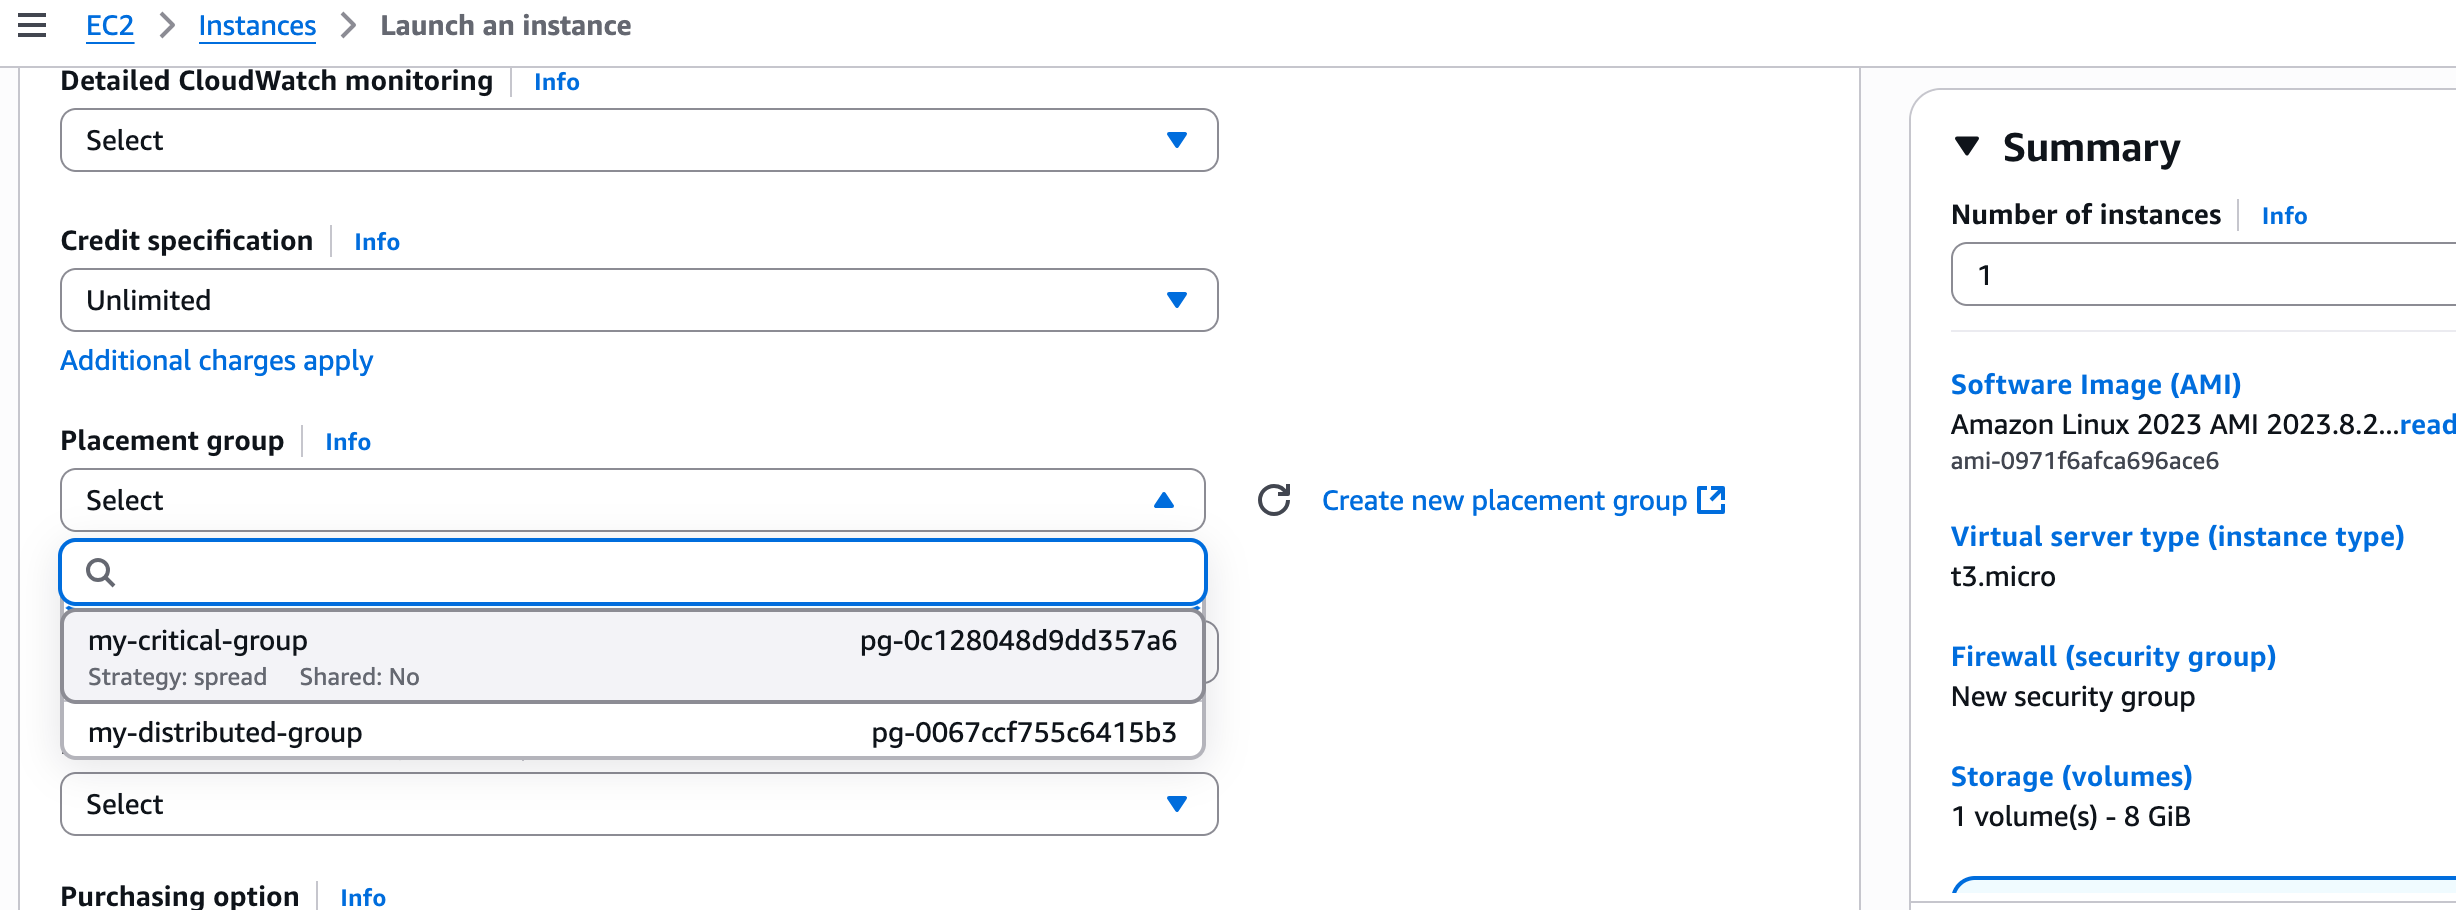 EC2 Instances Launch an instance
Detailed CloudWatch monitoring Info
Select
Credit specification Info
Unlimited
Additional charges apply
Placement group Info
Select
Create new placement group
my-critical-group pg-0c128048d9dd357a6
Strategy: spread Shared: No
my-distributed-group pg-0067ccf755c6415b3
Select
Purchasing option Info
Summary
Number of instances Info
1
Software Image (AMI)
Amazon Linux 2023 AMI 2023.8.2...read
ami-0971f6afca696ace6
Virtual server type (instance type)
t3.micro
Firewall (security group)
New security group
Storage (volumes)
1 volume(s) - 8 GiB